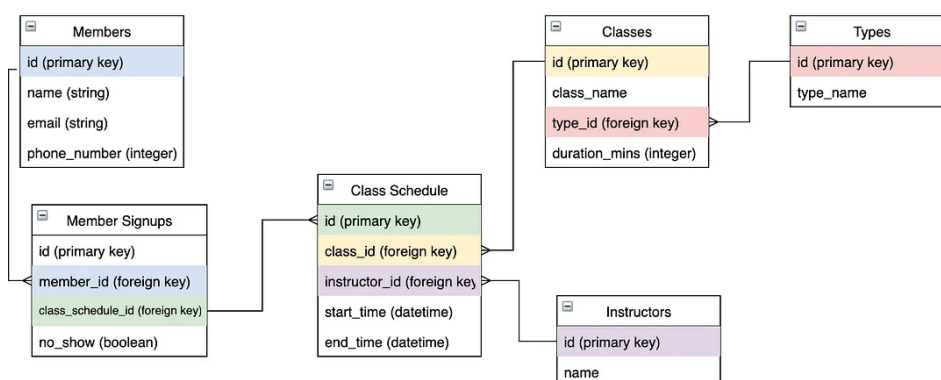 Members
id (primary key)
name (string)
email (string)
phone_number (integer)
Member Signups
id (primary key)
member_id (foreign key)
class_schedule_id (foreign key)
no_show (boolean)
Class Schedule
id (primary key)
class_id (foreign key)
instructor_id (foreign key
start_time (datetime)
end_time (datetime)
Classes
id (primary key)
class_name
type_id (foreign key)
duration_mins (integer)
Types
id (primary key)
type_name
Instructors
id (primary key)
name